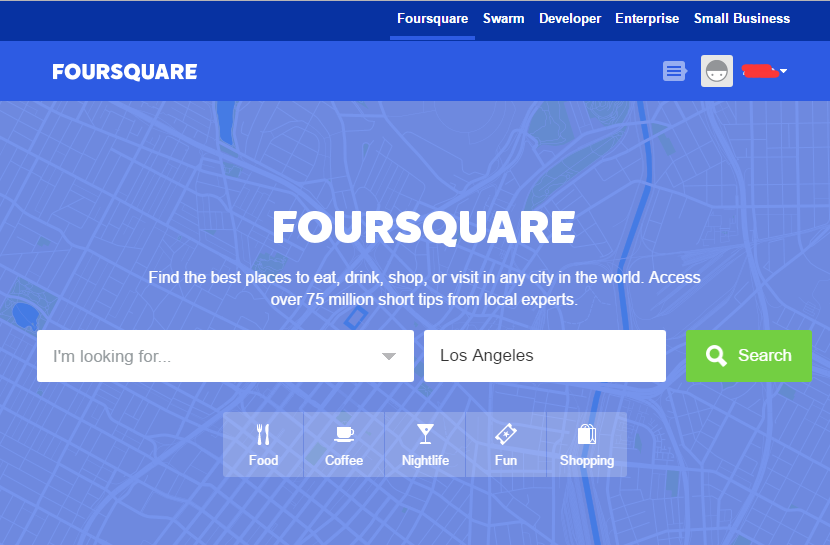 Foursquare Swarm Developer Enterprise Small Business
FOURSQUARE
FOURSQUARE
Find the best places to eat, drink, shop, or visit in any city in the world. Access
over 75 million short tips from local experts.
I'm looking for... Los Angeles Search
Food Coffee Nightlife Fun Shopping